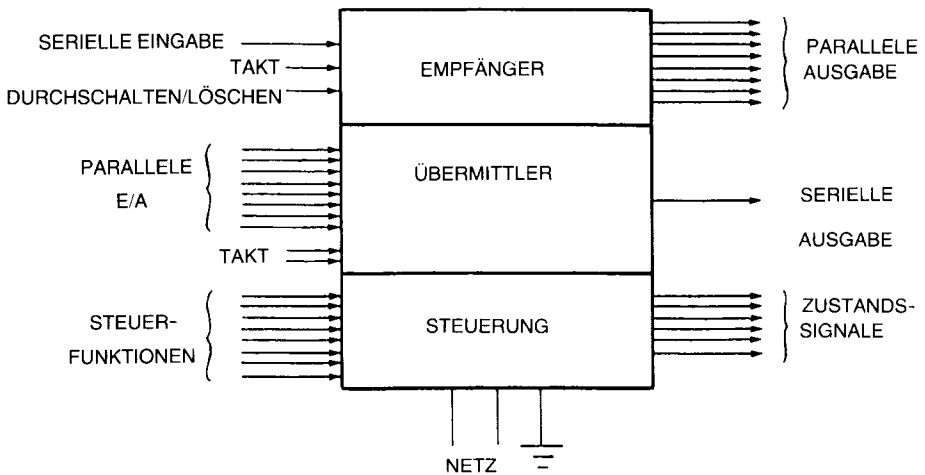 SERIELLE EINGABE
TAKT
DURCHSCHALTEN/LÖSCHEN
EMPFÄNGER
PARALLELE
AUSGABE
PARALLELE
E/A
TAKT
ÜBERMITTLER
SERIELLE
AUSGABE
STEUER-
FUNKTIONEN
STEUERUNG
ZUSTANDS-
SIGNALE
NETZ